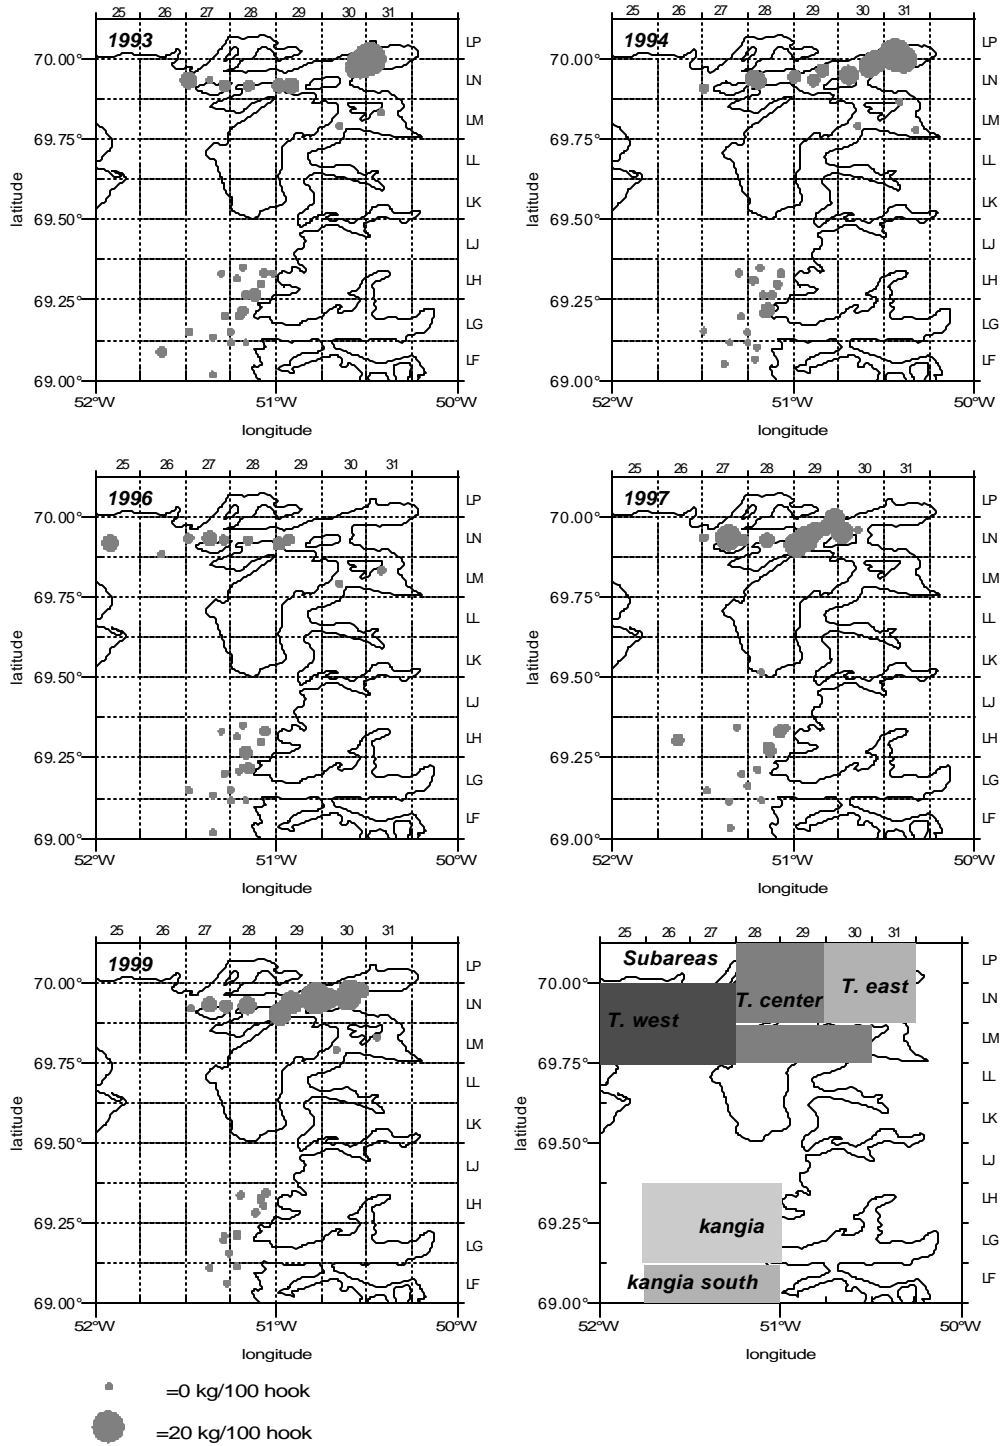 25 26 27 28 29 30 31
1993
LP
70.00°
LN
LM
69.75°
LL
latitude
LK
69.50°
LJ
LH
69.25°
LG
LF
69.00°
52°W 51°W 50°W
longitude
25 26 27 28 29 30 31
1994
LP
70.00°
LN
LM
69.75°
LL
latitude
LK
69.50°
LJ
LH
69.25°
LG
LF
69.00°
52°W 51°W 50°W
longitude
25 26 27 28 29 30 31
1996
LP
70.00°
LN
LM
69.75°
LL
latitude
LK
69.50°
LJ
LH
69.25°
LG
LF
69.00°
52°W 51°W 50°W
longitude
25 26 27 28 29 30 31
1997
LP
70.00°
LN
LM
69.75°
LL
latitude
LK
69.50°
LJ
LH
69.25°
LG
LF
69.00°
52°W 51°W 50°W
longitude
25 26 27 28 29 30 31
1999
LP
70.00°
LN
LM
69.75°
LL
latitude
LK
69.50°
LJ
LH
69.25°
LG
LF
69.00°
52°W 51°W 50°W
longitude
25 26 27 28 29 30 31
Subareas
LP
70.00°
T. west
T. center
T. east
LN
LM
69.75°
LL
latitude
LK
69.50°
LJ
LH
kangia
69.25°
LG
kangia south
LF
69.00°
52°W 51°W 50°W
longitude
=0 kg/100 hook
=20 kg/100 hook